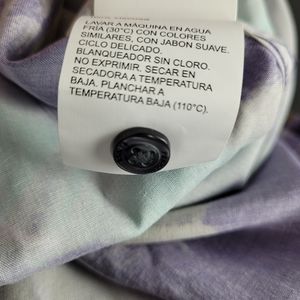 LAVAR A MÁQUINA EN AGUA
FRÍA (30°C) CON COLORES
SIMILARES, CON JABON SUAVE.
CICLO DELICADO.
BLANQUEADOR SIN CLORO.
NO EXPRIMIR. SECAR EN
SECADORA A TEMPERATURA
BAJA. PLANCHAR A
TEMPERATURA BAJA (110°C).